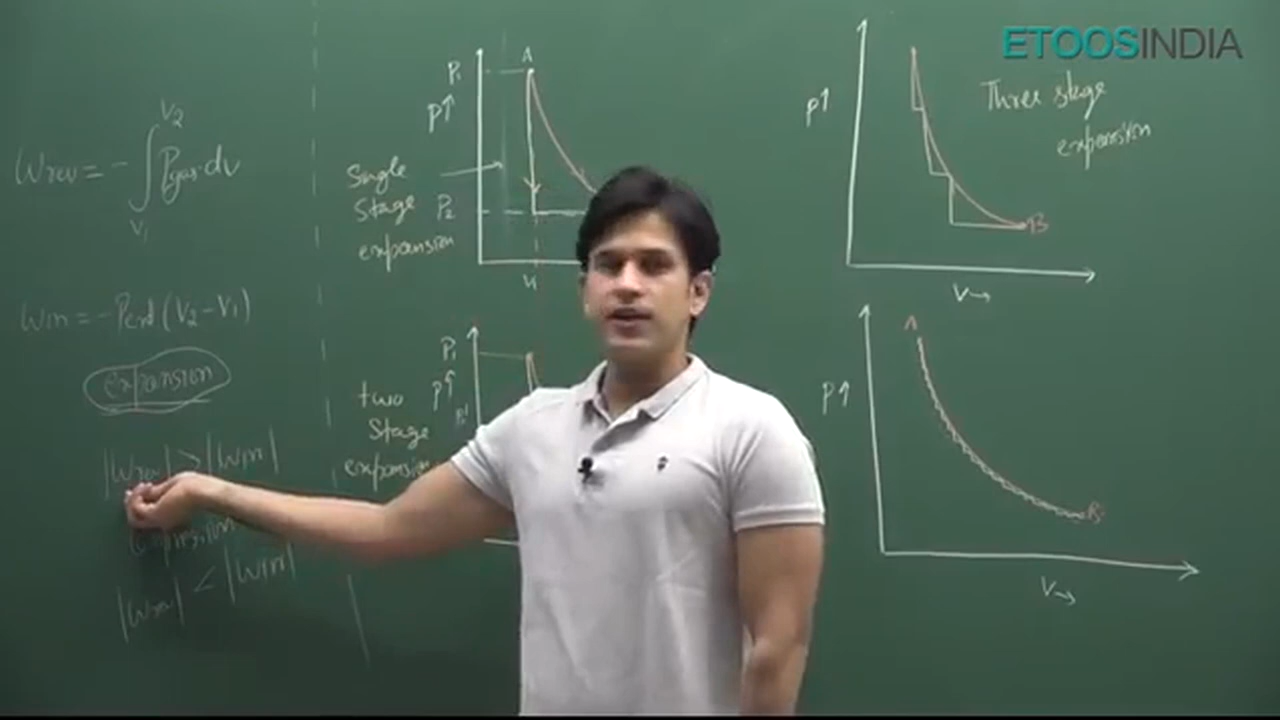 ETOOSINDIA
V2
Wrev = - ∫ Pgas.dv
V1
Wirr = -Pext (V2-V1)
expansion
|Wrev| > |Wirr|
|Wrev| < |Wirr|
P1
A
P↑
Single
Stage
expansion
P2
V1
P1
P↑
two
Stage
expansion
P↑
Three stage
expansion
B
V→
A
P↑
B
V→